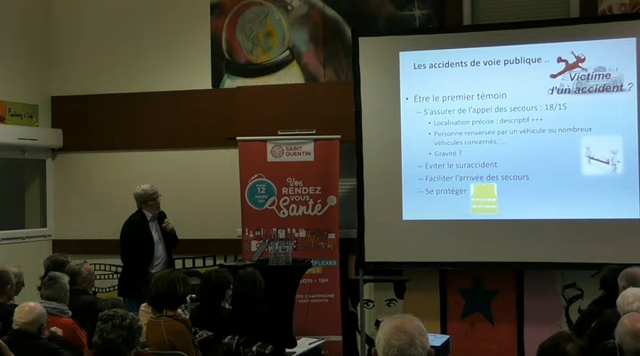 Les accidents de voie publique ...
Victime
d'un accident ?
• Être le premier témoin
– S'assurer de l'appel des secours : 18/15
• Localisation précise : descriptif +++
• Personne renversée par un véhicule ou nombreux
véhicules concernés, ...
• Gravité ?
– Eviter le suraccident
– Faciliter l'arrivée des secours
– Se protéger
SAINT
QUENTIN
12
MARS
Vos
RENDEZ
VOUS
Santé
CHAMPAGNE